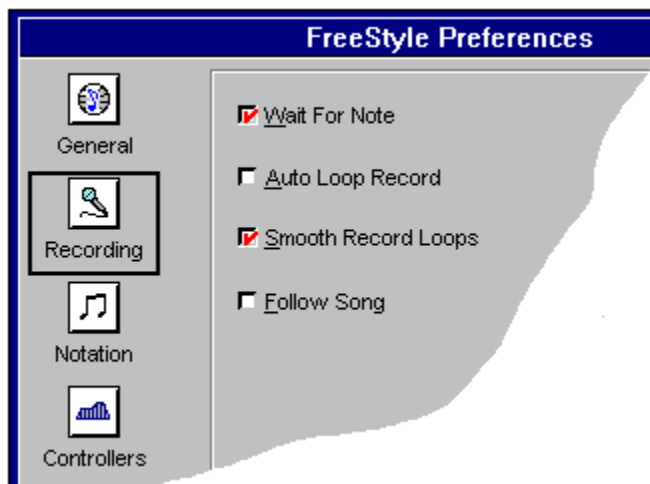 FreeStyle Preferences
General
Recording
Notation
Controllers
Wait For Note
Auto Loop Record
Smooth Record Loops
Follow Song